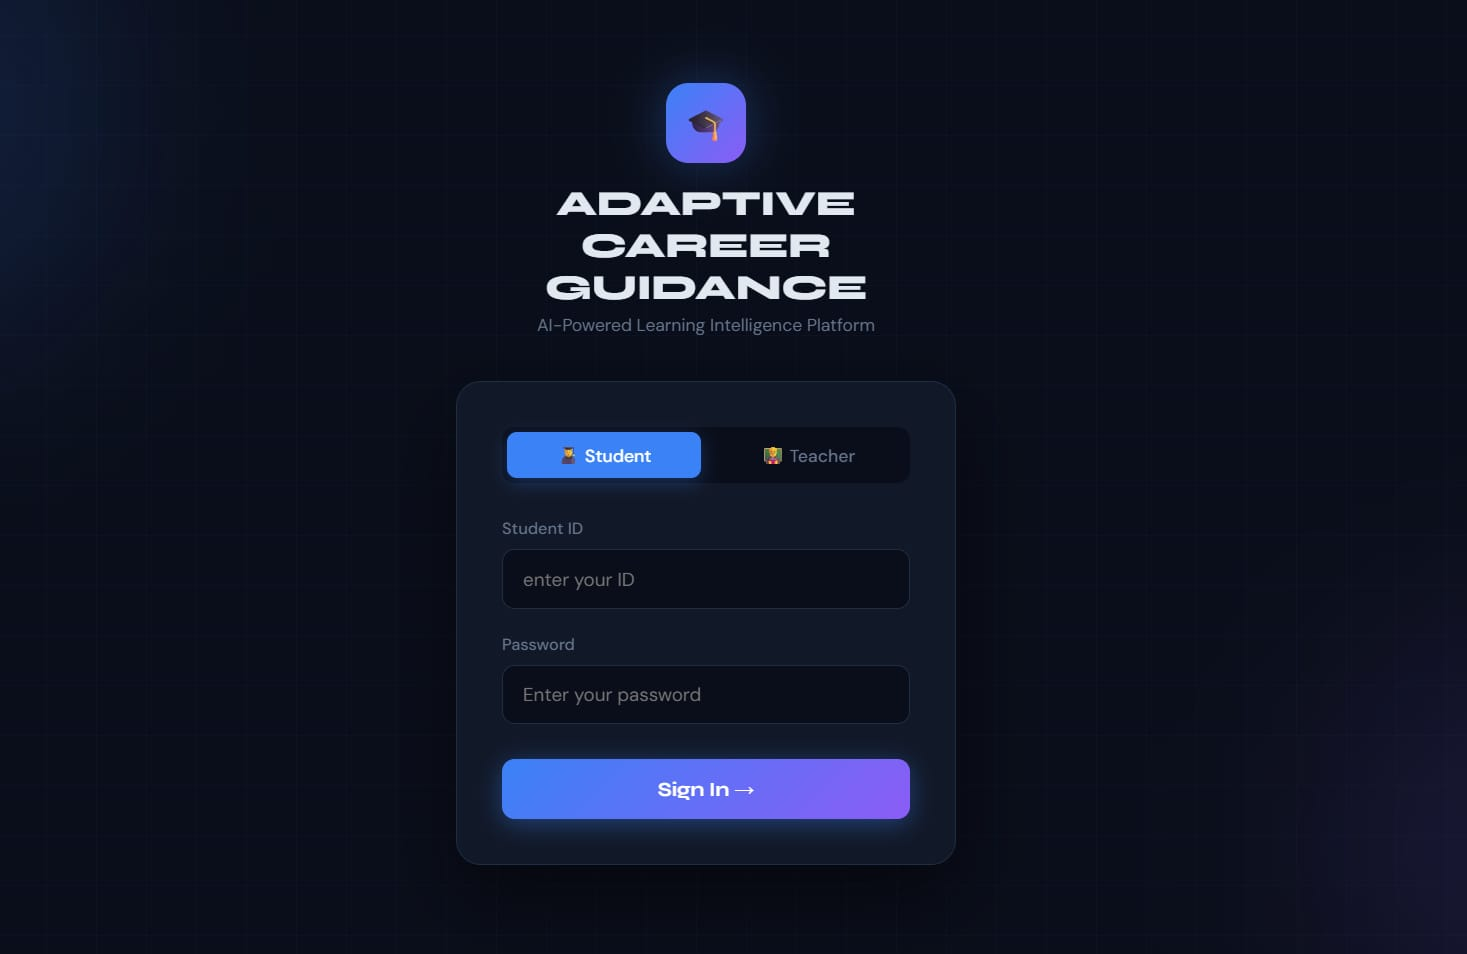 ADAPTIVE
CAREER
GUIDANCE
AI-Powered Learning Intelligence Platform
Student
Teacher
Student ID
enter your ID
Password
Enter your password
Sign In →